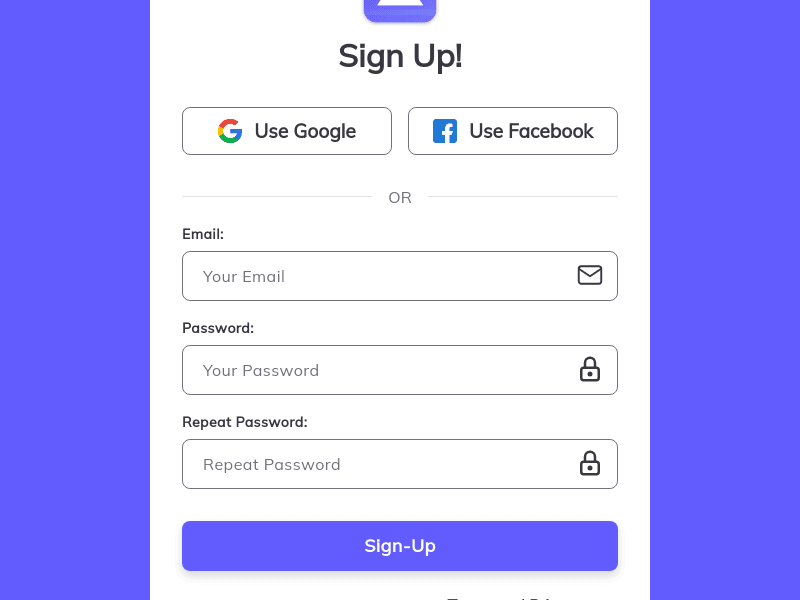 Sign Up!
Use Google
Use Facebook
OR
Email:
Your Email
Password:
Your Password
Repeat Password:
Repeat Password
Sign-Up